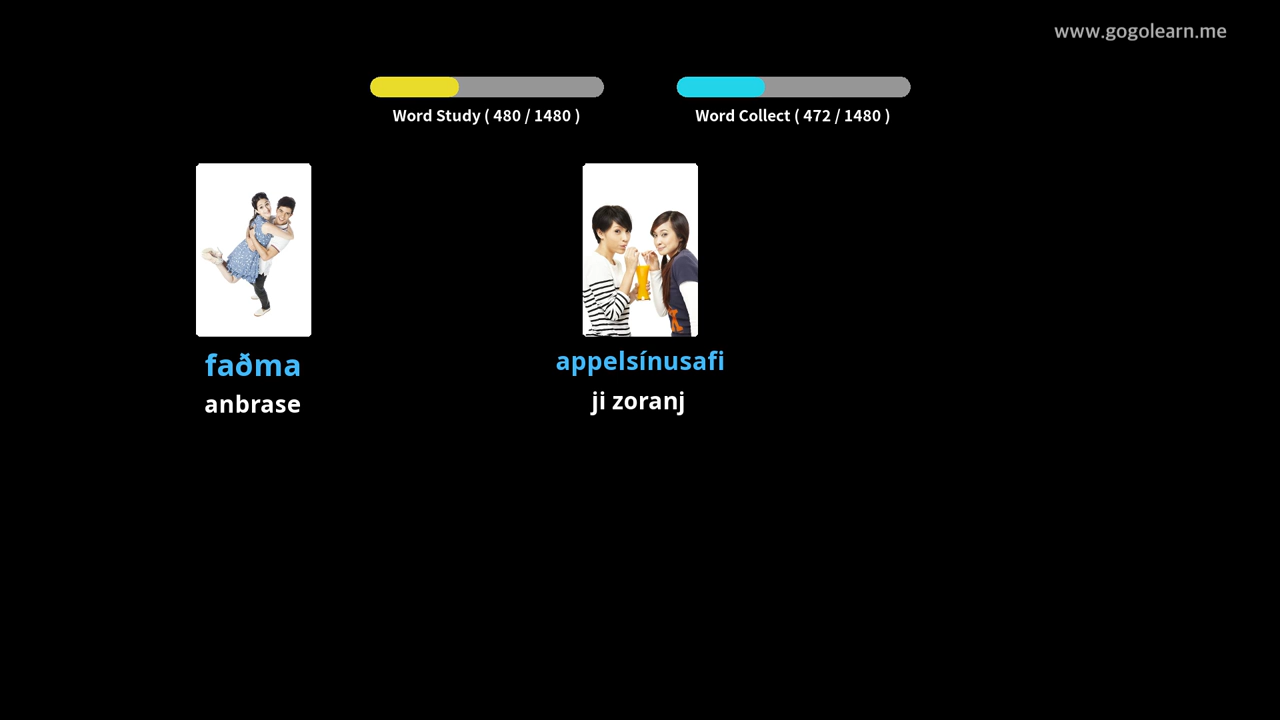 www.gogolearn.me
Word Study ( 480 / 1480 )
Word Collect ( 472 / 1480 )
faðma
anbrase
appelsínusafi
ji zoranj